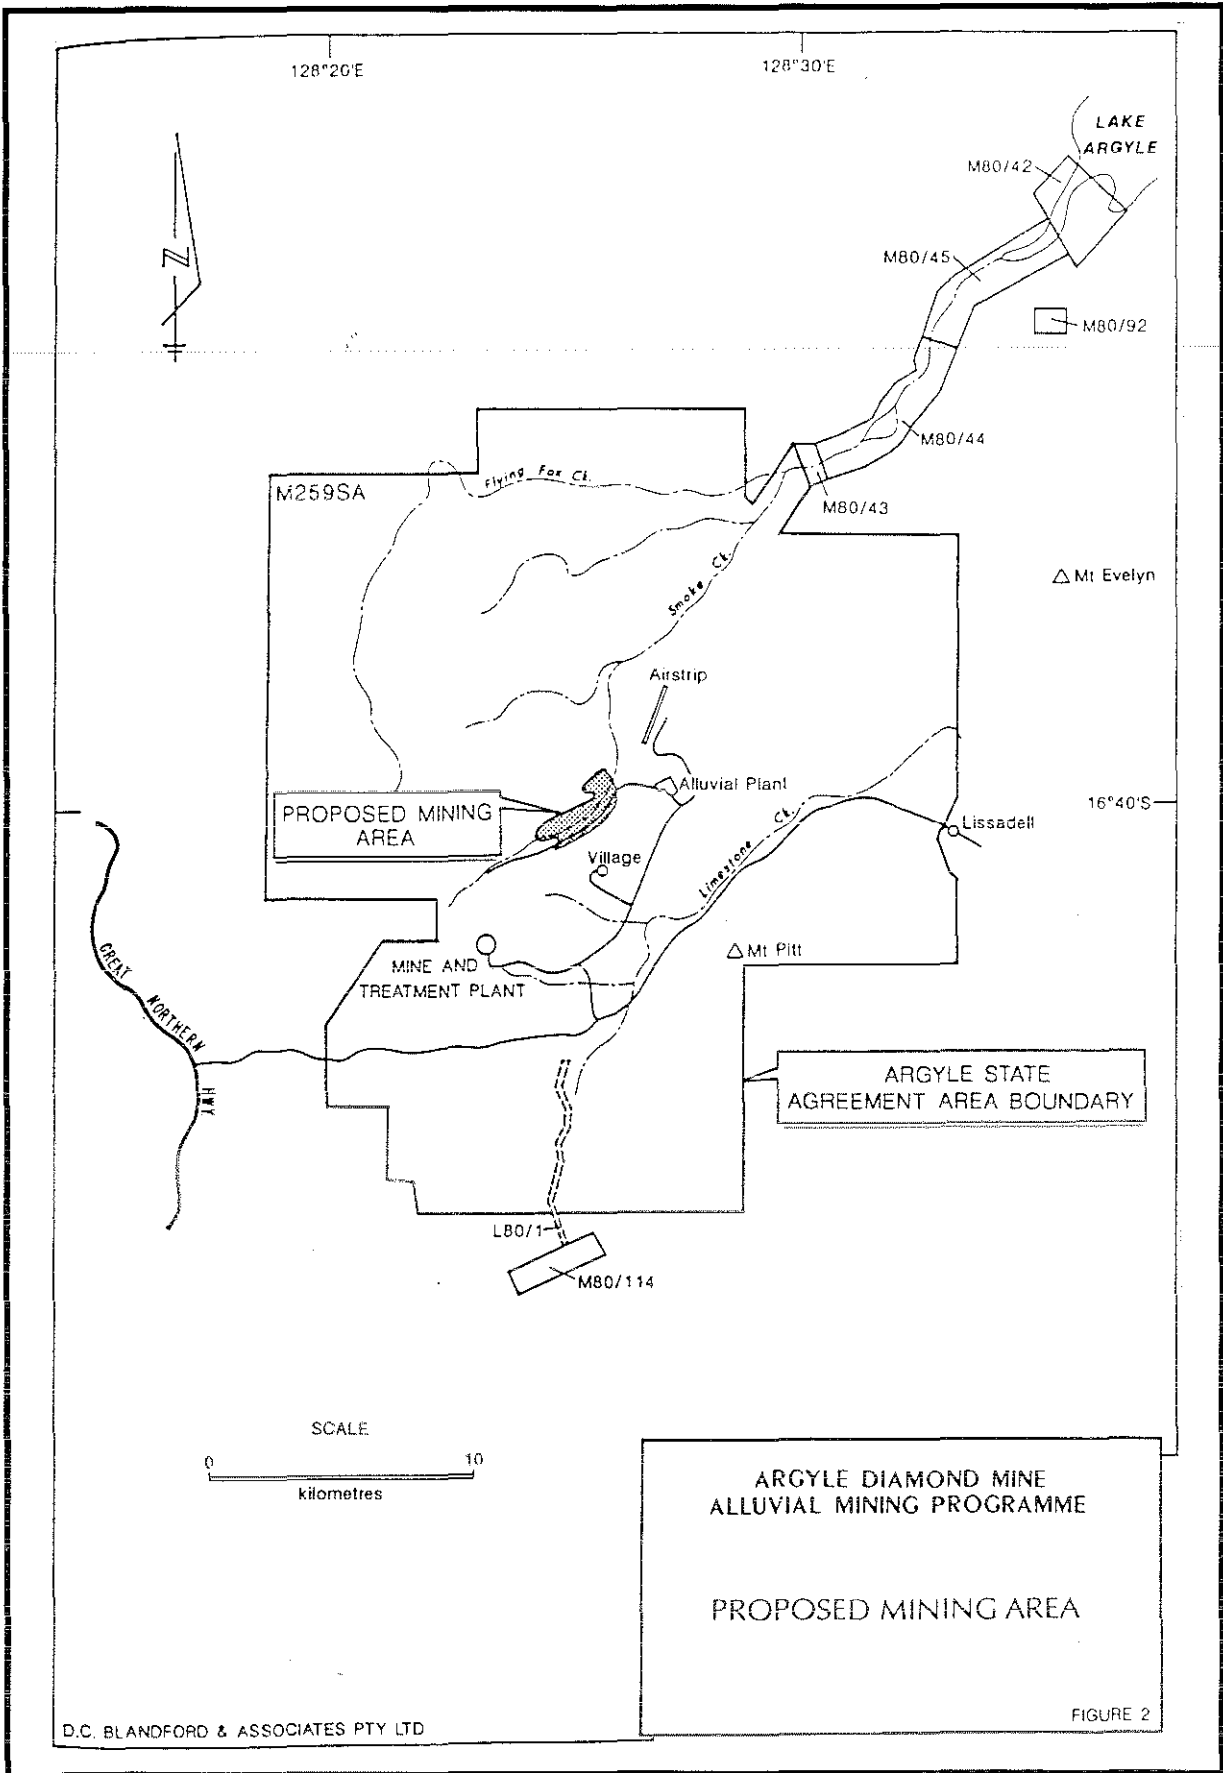 128°20'E
128°30'E
LAKE
ARGYLE
M80/42
N
M80/45
M80/92
M80/44
Flying Fox Ck.
M259SA
M80/43
Mt Evelyn
Smoke Ck.
Airstrip
Alluvial Plant
PROPOSED MINING
AREA
16°40'S
Lissadell
Village
Limestone Ck.
Mt Pitt
MINE AND
TREATMENT PLANT
GREAT NORTHERN HWY
ARGYLE STATE
AGREEMENT AREA BOUNDARY
L80/1
M80/114
SCALE
0 10
kilometres
ARGYLE DIAMOND MINE
ALLUVIAL MINING PROGRAMME
PROPOSED MINING AREA
FIGURE 2
D.C. BLANDFORD & ASSOCIATES PTY LTD